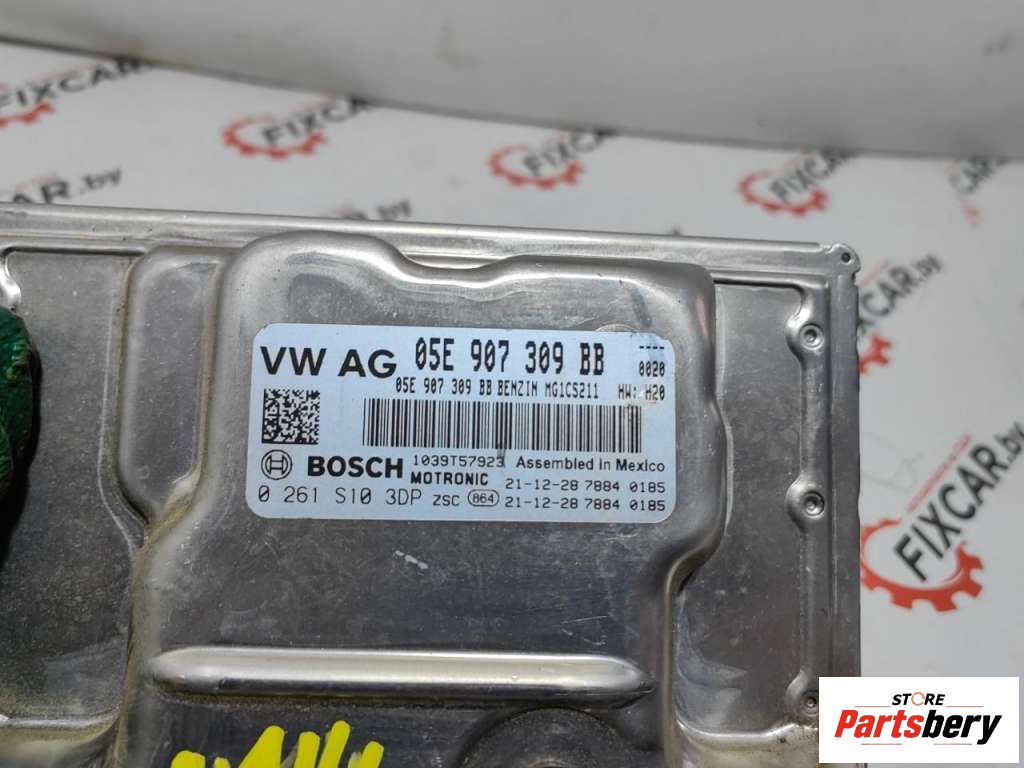 FIXCAR.by
VW AG 05E 907 309 BB ----
0020
05E 907 309 BB BENZIN MG1CS211 HW: H20
BOSCH 1039T57923 Assembled in Mexico
MOTRONIC 21-12-28 7884 0185
0 261 S10 3DP ZSC 864 21-12-28 7884 0185
FIXCAR.by
STORE
Partsbery